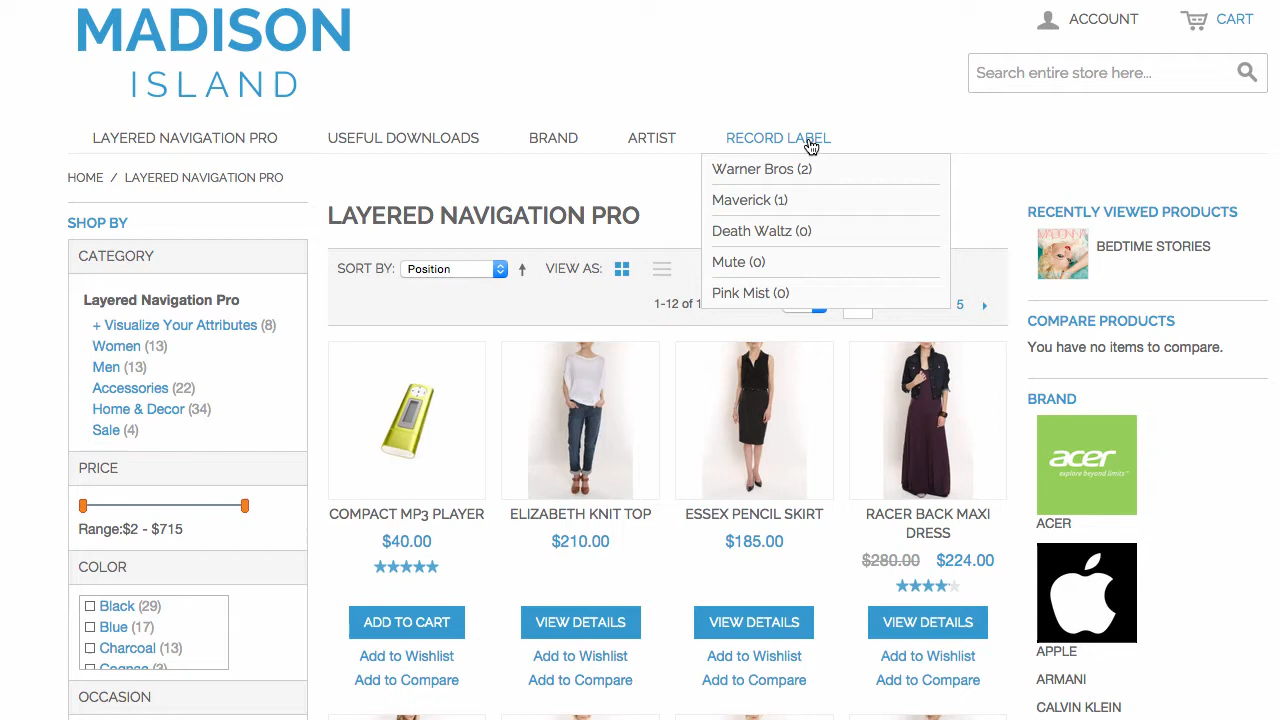 MADISON
ISLAND
ACCOUNT
CART
Search entire store here...
LAYERED NAVIGATION PRO
USEFUL DOWNLOADS
BRAND
ARTIST
RECORD LABEL
Warner Bros (2)
Maverick (1)
Death Waltz (0)
Mute (0)
Pink Mist (0)
HOME / LAYERED NAVIGATION PRO
SHOP BY
CATEGORY
Layered Navigation Pro
+ Visualize Your Attributes (8)
Women (13)
Men (13)
Accessories (22)
Home & Decor (34)
Sale (4)
PRICE
Range:$2 - $715
COLOR
Black (29)
Blue (17)
Charcoal (13)
Cognac (3)
OCCASION
LAYERED NAVIGATION PRO
SORT BY: Position
VIEW AS:
1-12 of
5
COMPACT MP3 PLAYER
$40.00
ADD TO CART
Add to Wishlist
Add to Compare
ELIZABETH KNIT TOP
$210.00
VIEW DETAILS
Add to Wishlist
Add to Compare
ESSEX PENCIL SKIRT
$185.00
VIEW DETAILS
Add to Wishlist
Add to Compare
RACER BACK MAXI
DRESS
$280.00 $224.00
VIEW DETAILS
Add to Wishlist
Add to Compare
RECENTLY VIEWED PRODUCTS
MADONNA
BEDTIME STORIES
COMPARE PRODUCTS
You have no items to compare.
BRAND
acer
explore beyond limits™
ACER
APPLE
ARMANI
CALVIN KLEIN